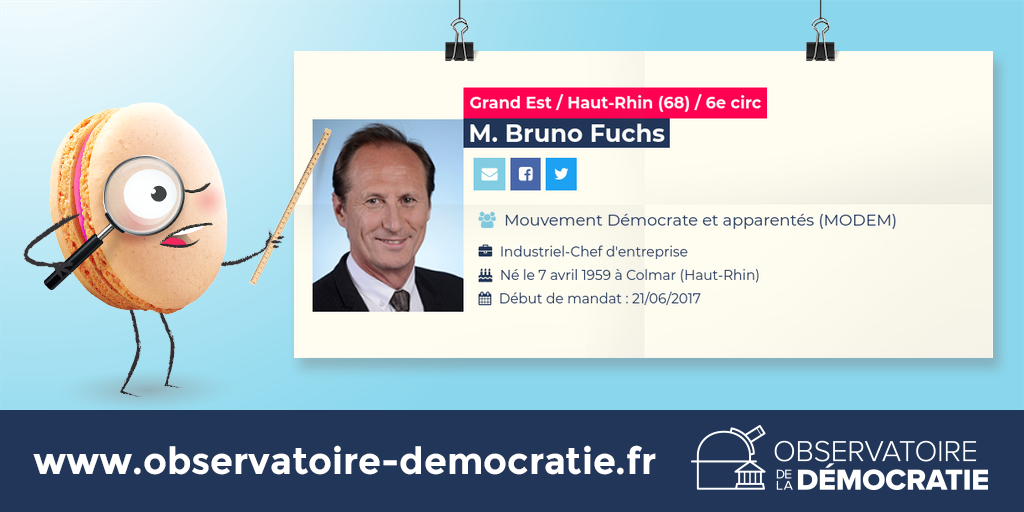 Grand Est / Haut-Rhin (68) / 6e circ
M. Bruno Fuchs
Mouvement Démocrate et apparentés (MODEM)
Industriel-Chef d'entreprise
Né le 7 avril 1959 à Colmar (Haut-Rhin)
Début de mandat : 21/06/2017
www.observatoire-democratie.fr
OBSERVATOIRE
DE LA DÉMOCRATIE